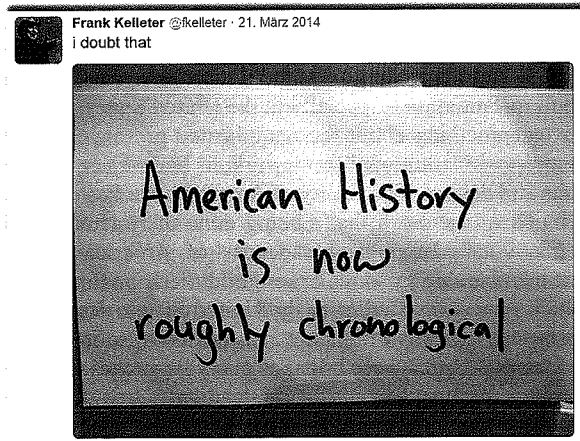 Frank Kelleter @fkelleter · 21. März 2014
i doubt that
American History
is now
roughly chronological